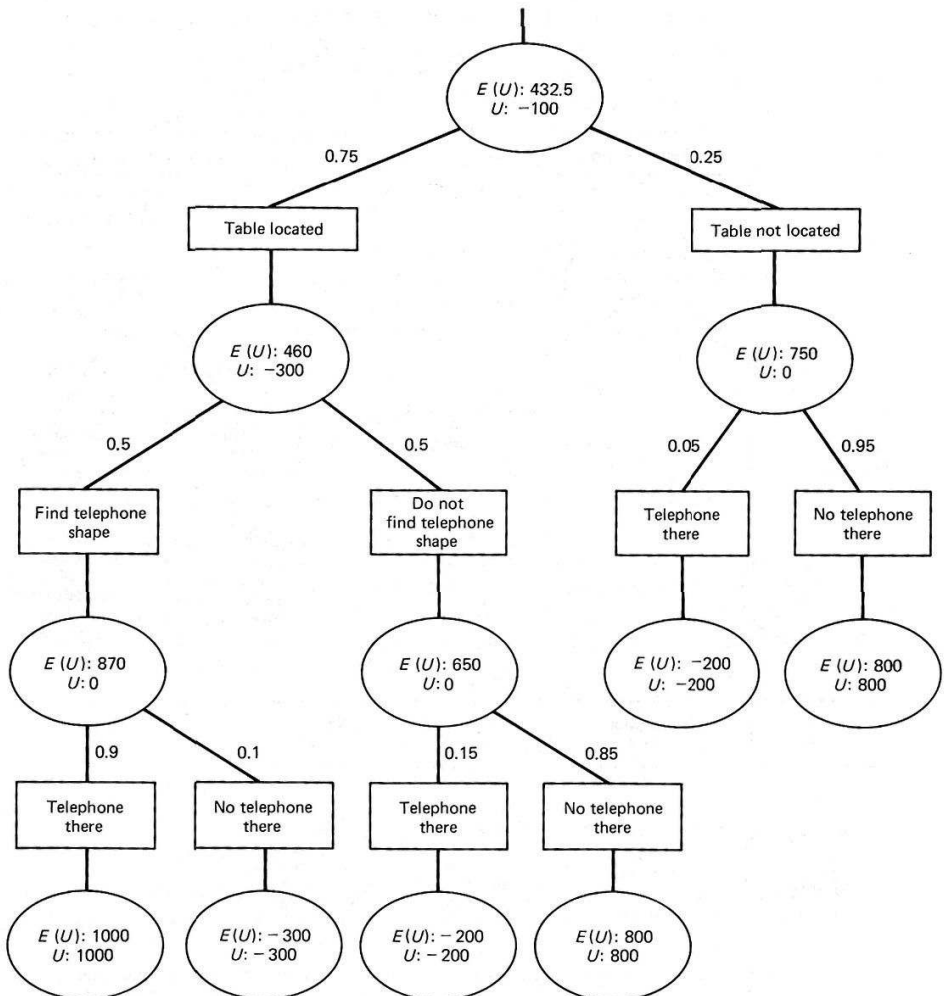 E (U): 432.5
U: −100
0.75
0.25
Table located
Table not located
E (U): 460
U: −300
E (U): 750
U: 0
0.5
0.5
0.05
0.95
Find telephone
shape
Do not
find telephone
shape
Telephone
there
No telephone
there
E (U): 870
U: 0
E (U): 650
U: 0
E (U): −200
U: −200
E (U): 800
U: 800
0.9
0.1
0.15
0.85
Telephone
there
No telephone
there
Telephone
there
No telephone
there
E (U): 1000
U: 1000
E(U): −300
U: −300
E(U): −200
U: −200
E(U): 800
U: 800